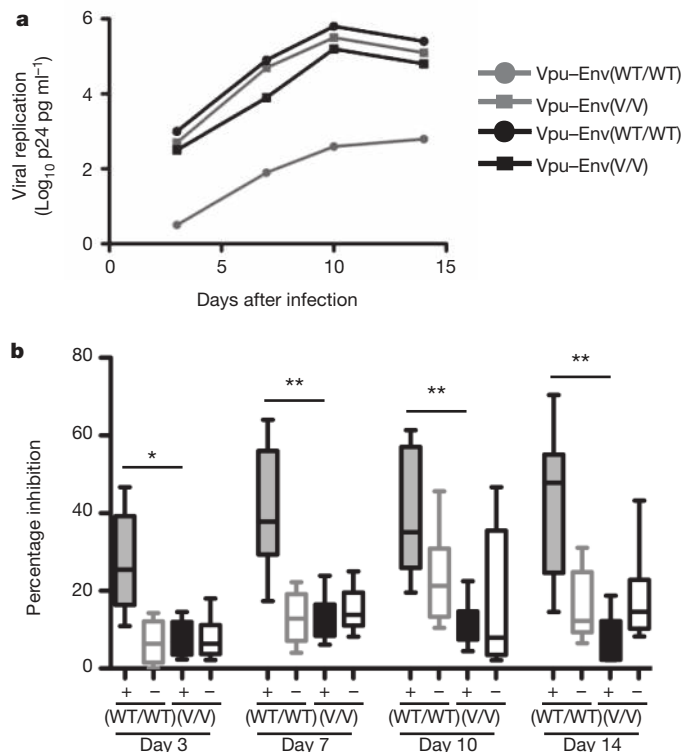 a
Viral replication
(Log10 p24 pg ml–1)
6
4
2
0
0 5 10 15
Days after infection
Vpu–Env(WT/WT)
Vpu–Env(V/V)
Vpu–Env(WT/WT)
Vpu–Env(V/V)
b
Percentage inhibition
80
60
40
20
0
* ** ** **
+ – + – + – + – + – + – + – + –
(WT/WT)(V/V) (WT/WT)(V/V) (WT/WT)(V/V) (WT/WT)(V/V)
Day 3 Day 7 Day 10 Day 14